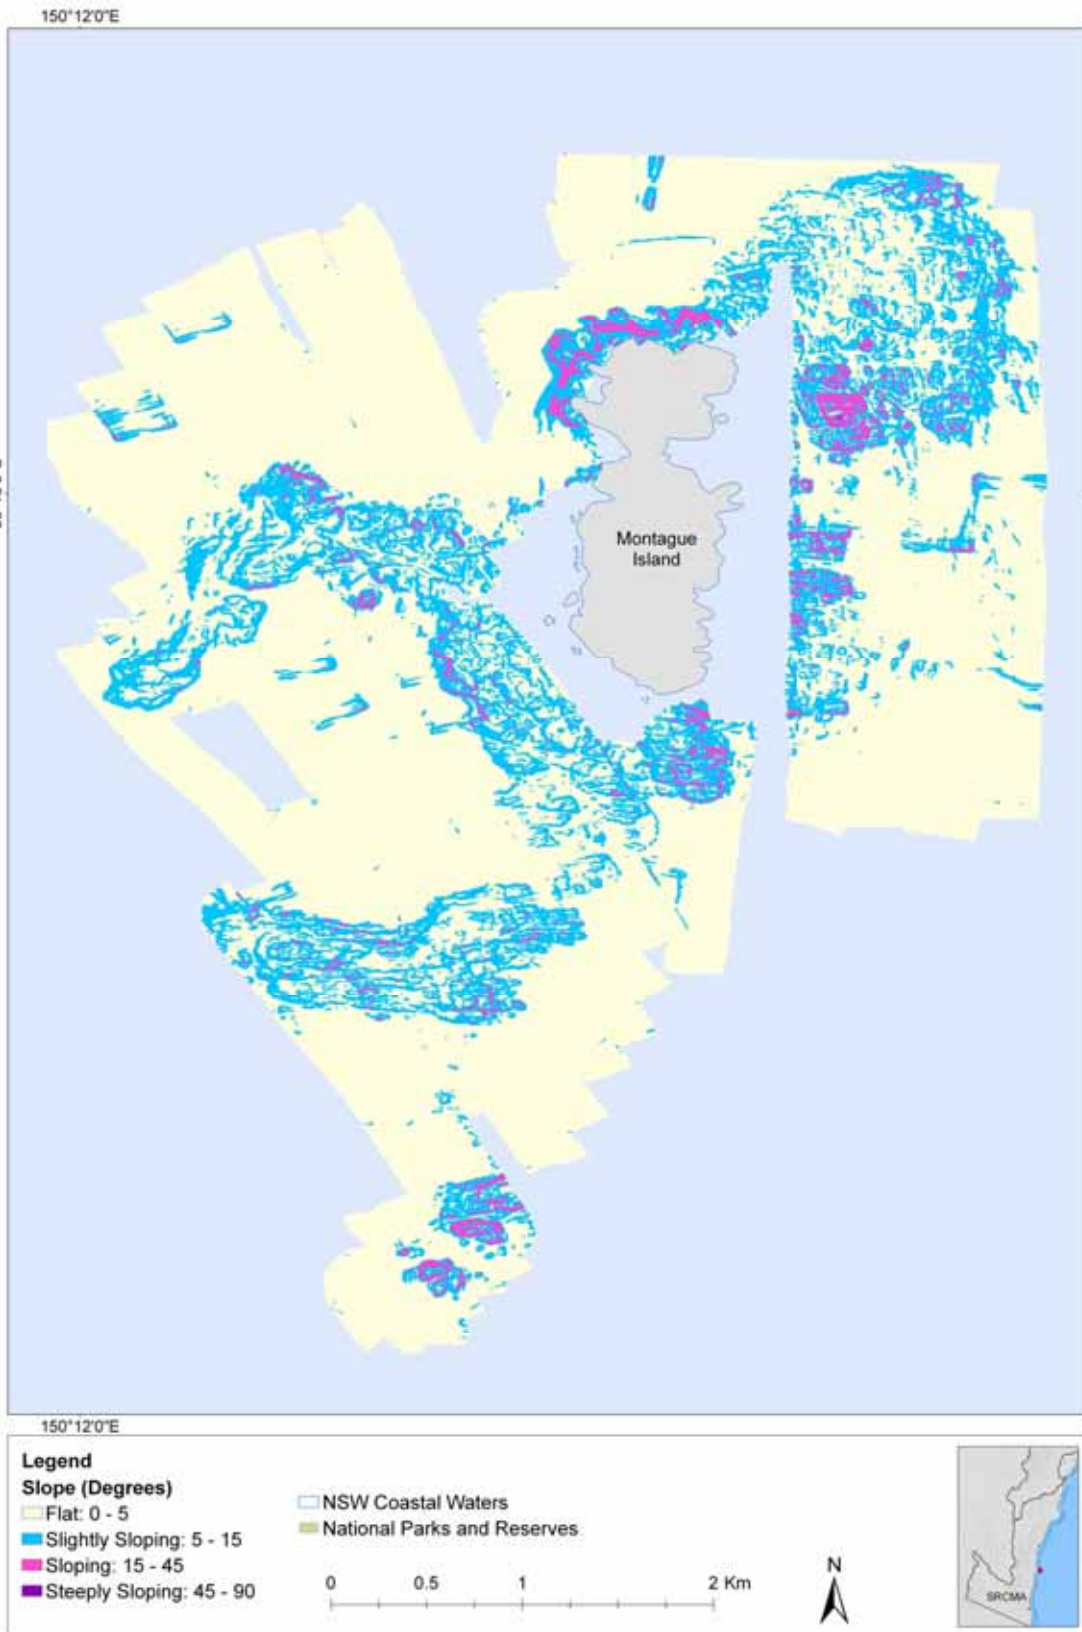 150°12'0"E
Montague
Island
150°12'0"E
Legend
Slope (Degrees)
Flat: 0 - 5
Slightly Sloping: 5 - 15
Sloping: 15 - 45
Steeply Sloping: 45 - 90
NSW Coastal Waters
National Parks and Reserves
0 0.5 1 2 Km
N
SRCMA